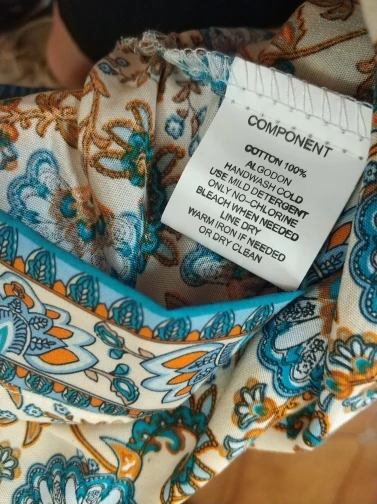 COMPONENT
COTTON 100%
ALGODON
HANDWASH COLD
USE MILD DETERGENT
ONLY NO-CHLORINE
BLEACH WHEN NEEDED
LINE DRY
WARM IRON IF NEEDED
OR DRY CLEAN